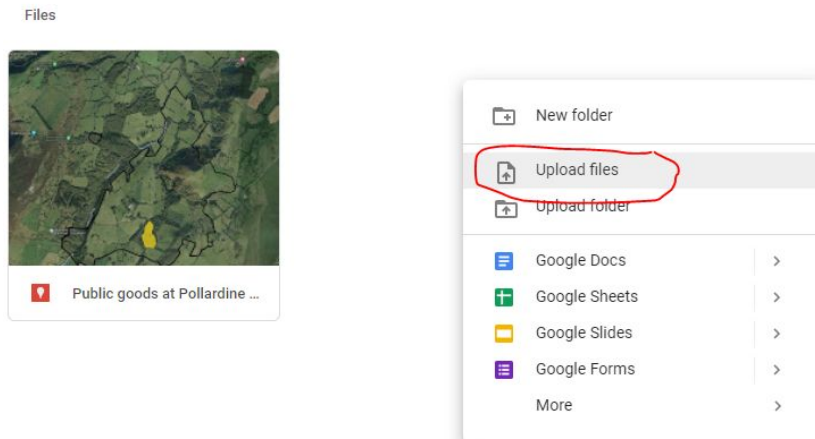 Files
Public goods at Pollardine ...
New folder
Upload files
Upload folder
Google Docs
Google Sheets
Google Slides
Google Forms
More